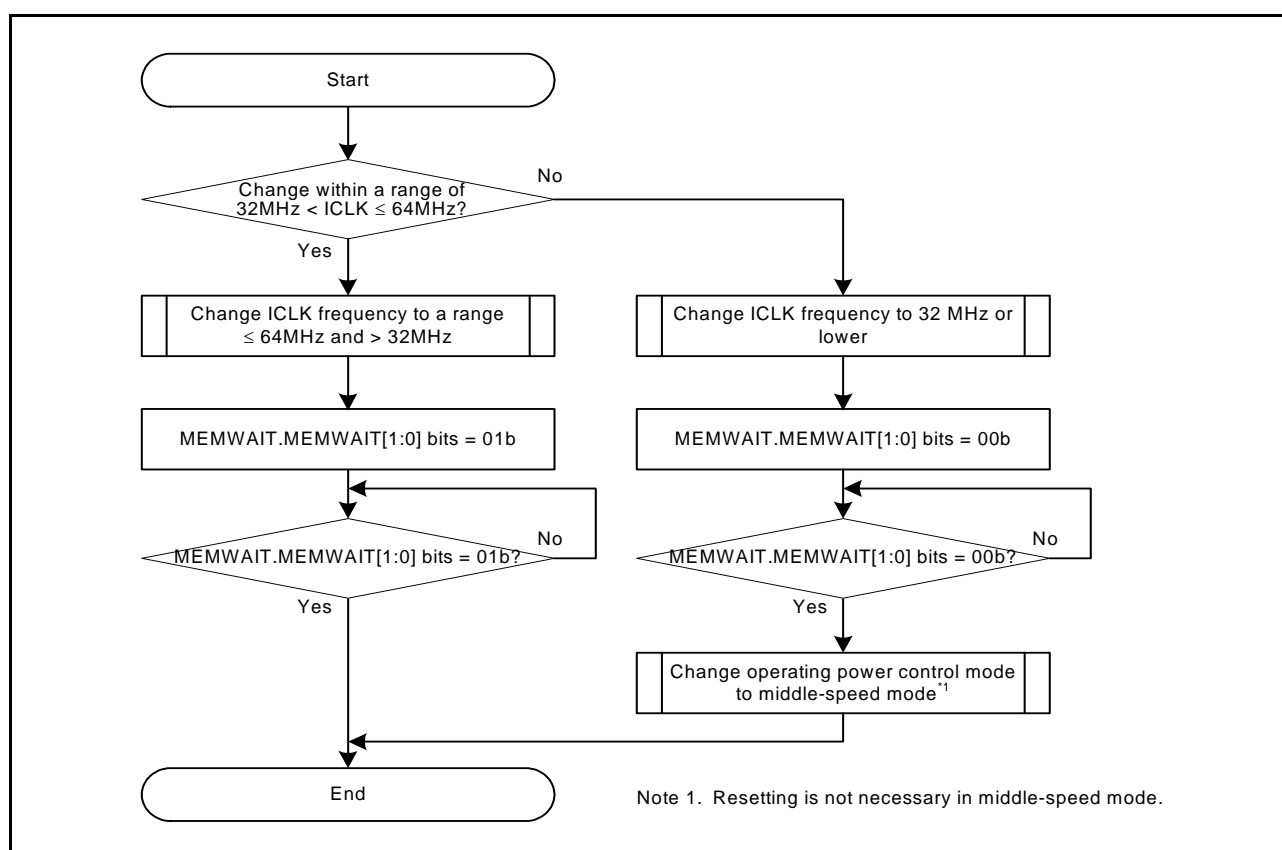 Start
Change within a range of
32MHz < ICLK ≤ 64MHz?
No
Yes
Change ICLK frequency to a range
≤ 64MHz and > 32MHz
Change ICLK frequency to 32 MHz or
lower
MEMWAIT.MEMWAIT[1:0] bits = 01b
MEMWAIT.MEMWAIT[1:0] bits = 00b
MEMWAIT.MEMWAIT[1:0] bits = 01b?
No
MEMWAIT.MEMWAIT[1:0] bits = 00b?
No
Yes
Yes
Change operating power control mode
to middle-speed mode*1
End
Note 1. Resetting is not necessary in middle-speed mode.